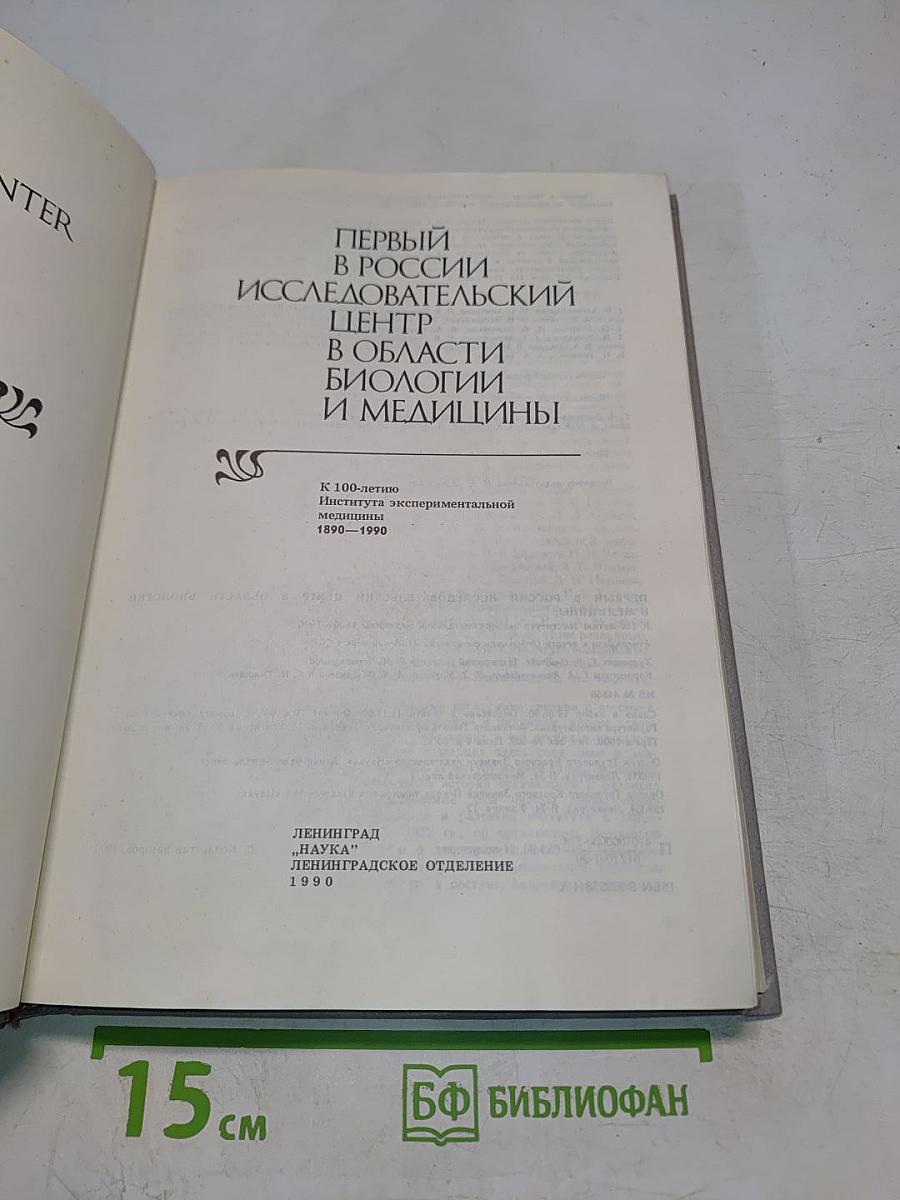 NTER
ПЕРВЫЙ
В РОССИИ
ИССЛЕДОВАТЕЛЬСКИЙ
ЦЕНТР
В ОБЛАСТИ
БИОЛОГИИ
И МЕДИЦИНЫ
К 100-летию
Института экспериментальной
медицины
1890—1990
ЛЕНИНГРАД
„НАУКА"
ЛЕНИНГРАДСКОЕ ОТДЕЛЕНИЕ
1990
15 см
БФ БИБЛИОФАН